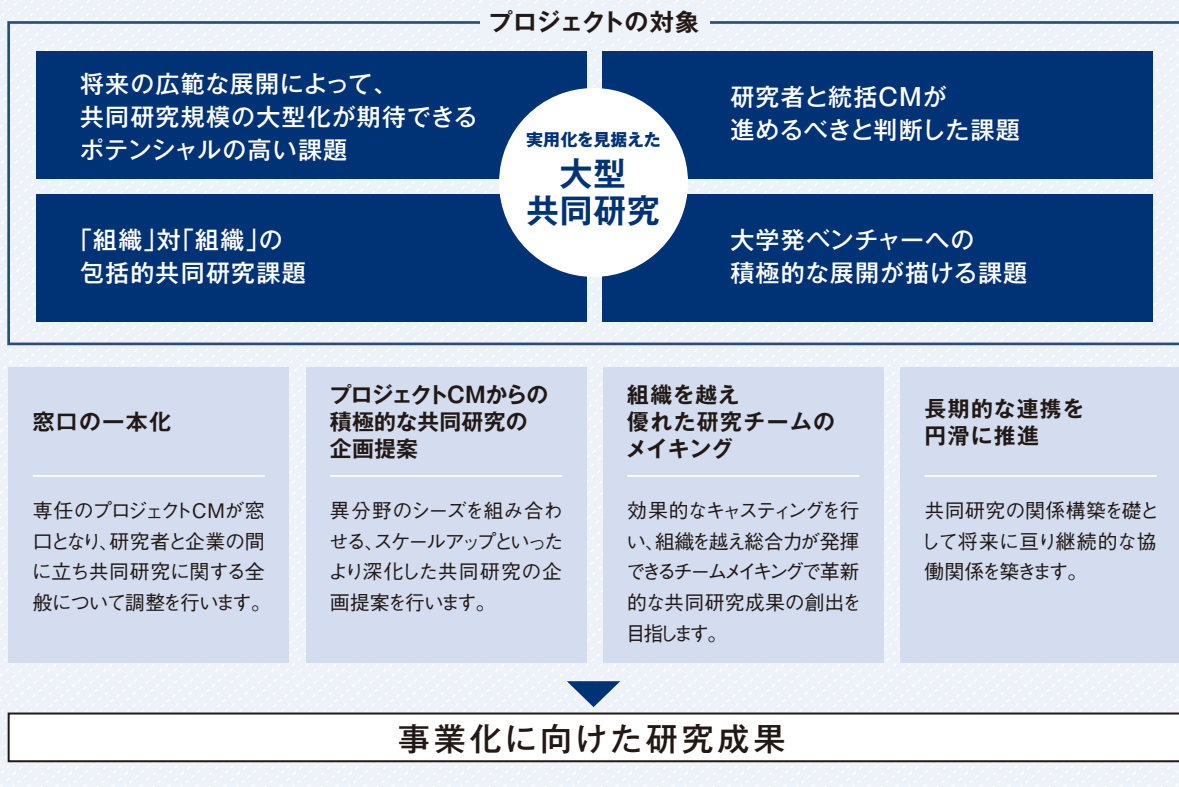 プロジェクトの対象
将来の広範な展開によって、
共同研究規模の大型化が期待できる
ポテンシャルの高い課題
研究者と統括CMが
進めるべきと判断した課題
実用化を見据えた
大型
共同研究
「組織」対「組織」の
包括的共同研究課題
大学発ベンチャーへの
積極的な展開が描ける課題
窓口の一本化
専任のプロジェクトCMが窓
口となり、研究者と企業の間
に立ち共同研究に関する全
般について調整を行います。
プロジェクトCMからの
積極的な共同研究の
企画提案
異分野のシーズを組み合わ
せる、スケールアップといった
より深化した共同研究の企
画提案を行います。
組織を越え
優れた研究チームの
メイキング
効果的なキャスティングを行
い、組織を越え総合力が発揮
できるチームメイキングで革新
的な共同研究成果の創出を
目指します。
長期的な連携を
円滑に推進
共同研究の関係構築を礎と
して将来に亘り継続的な協
働関係を築きます。
事業化に向けた研究成果